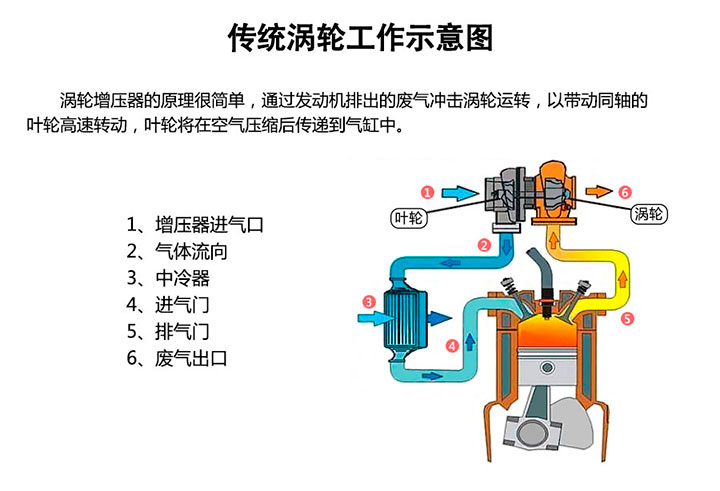 传统涡轮工作示意图
涡轮增压器的原理很简单，通过发动机排出的废气冲击涡轮运转，以带动同轴的
叶轮高速转动，叶轮将在空气压缩后传递到气缸中。
1、增压器进气口
2、气体流向
3、中冷器
4、进气门
5、排气门
6、废气出口
1
6
叶轮
涡轮
2
3
5
4